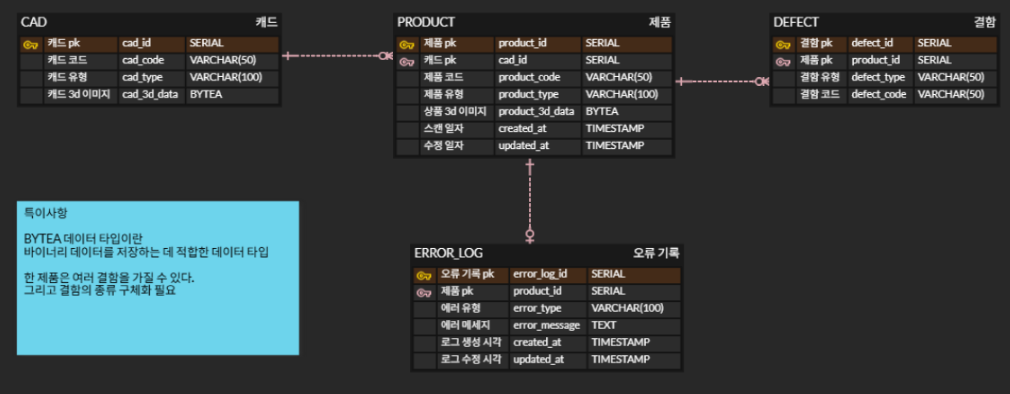 CAD 캐드
캐드 pk cad_id SERIAL
캐드 코드 cad_code VARCHAR(50)
캐드 유형 cad_type VARCHAR(100)
캐드 3d 이미지 cad_3d_data BYTEA
PRODUCT 제품
제품 pk product_id SERIAL
캐드 pk cad_id SERIAL
제품 코드 product_code VARCHAR(50)
제품 유형 product_type VARCHAR(100)
상품 3d 이미지 product_3d_data BYTEA
스캔 일자 created_at TIMESTAMP
수정 일자 updated_at TIMESTAMP
DEFECT 결함
결함 pk defect_id SERIAL
제품 pk product_id SERIAL
결함 유형 defect_type VARCHAR(50)
결함 코드 defect_code VARCHAR(50)
특이사항
BYTEA 데이터 타입이란
바이너리 데이터를 저장하는 데 적합한 데이터 타입
한 제품은 여러 결함을 가질 수 있다.
그리고 결함의 종류 구체화 필요
ERROR_LOG 오류 기록
오류 기록 pk error_log_id SERIAL
제품 pk product_id SERIAL
에러 유형 error_type VARCHAR(100)
에러 메세지 error_message TEXT
로그 생성 시각 created_at TIMESTAMP
로그 수정 시각 updated_at TIMESTAMP